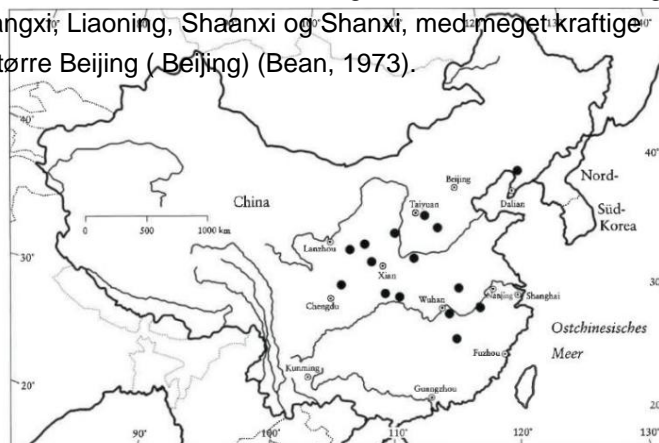 angxi, Liaoning, Shaanxi og Shanxi, med meget kraftige
tørre Beijing ( Beijing) (Bean, 1973).
130°
140°
40°
40°
Beijing
Nord-
China
Taiyuan
Dalian
Süd-
Korea
0 500 1000 km
Lanzhou
30°
30°
Xian
Chengdu
Wuhan
Nanjing
Shanghai
Ostchinesisches
Meer
Fuzhou
Kunming
20°
Guangzhou
90°
100°
110°
120°
130°